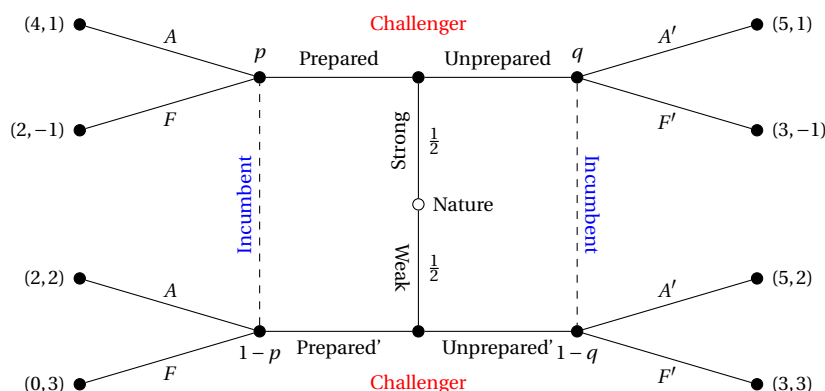 (4,1) Challenger (5,1)
A p Prepared Unprepared q A′
F F′
(2,−1) (3,−1)
Strong 1/2
Incumbent Nature Incumbent
Weak 1/2
(2,2) (5,2)
A A′
1−p Prepared' Unprepared' 1−q
F F′
(0,3) Challenger (3,3)